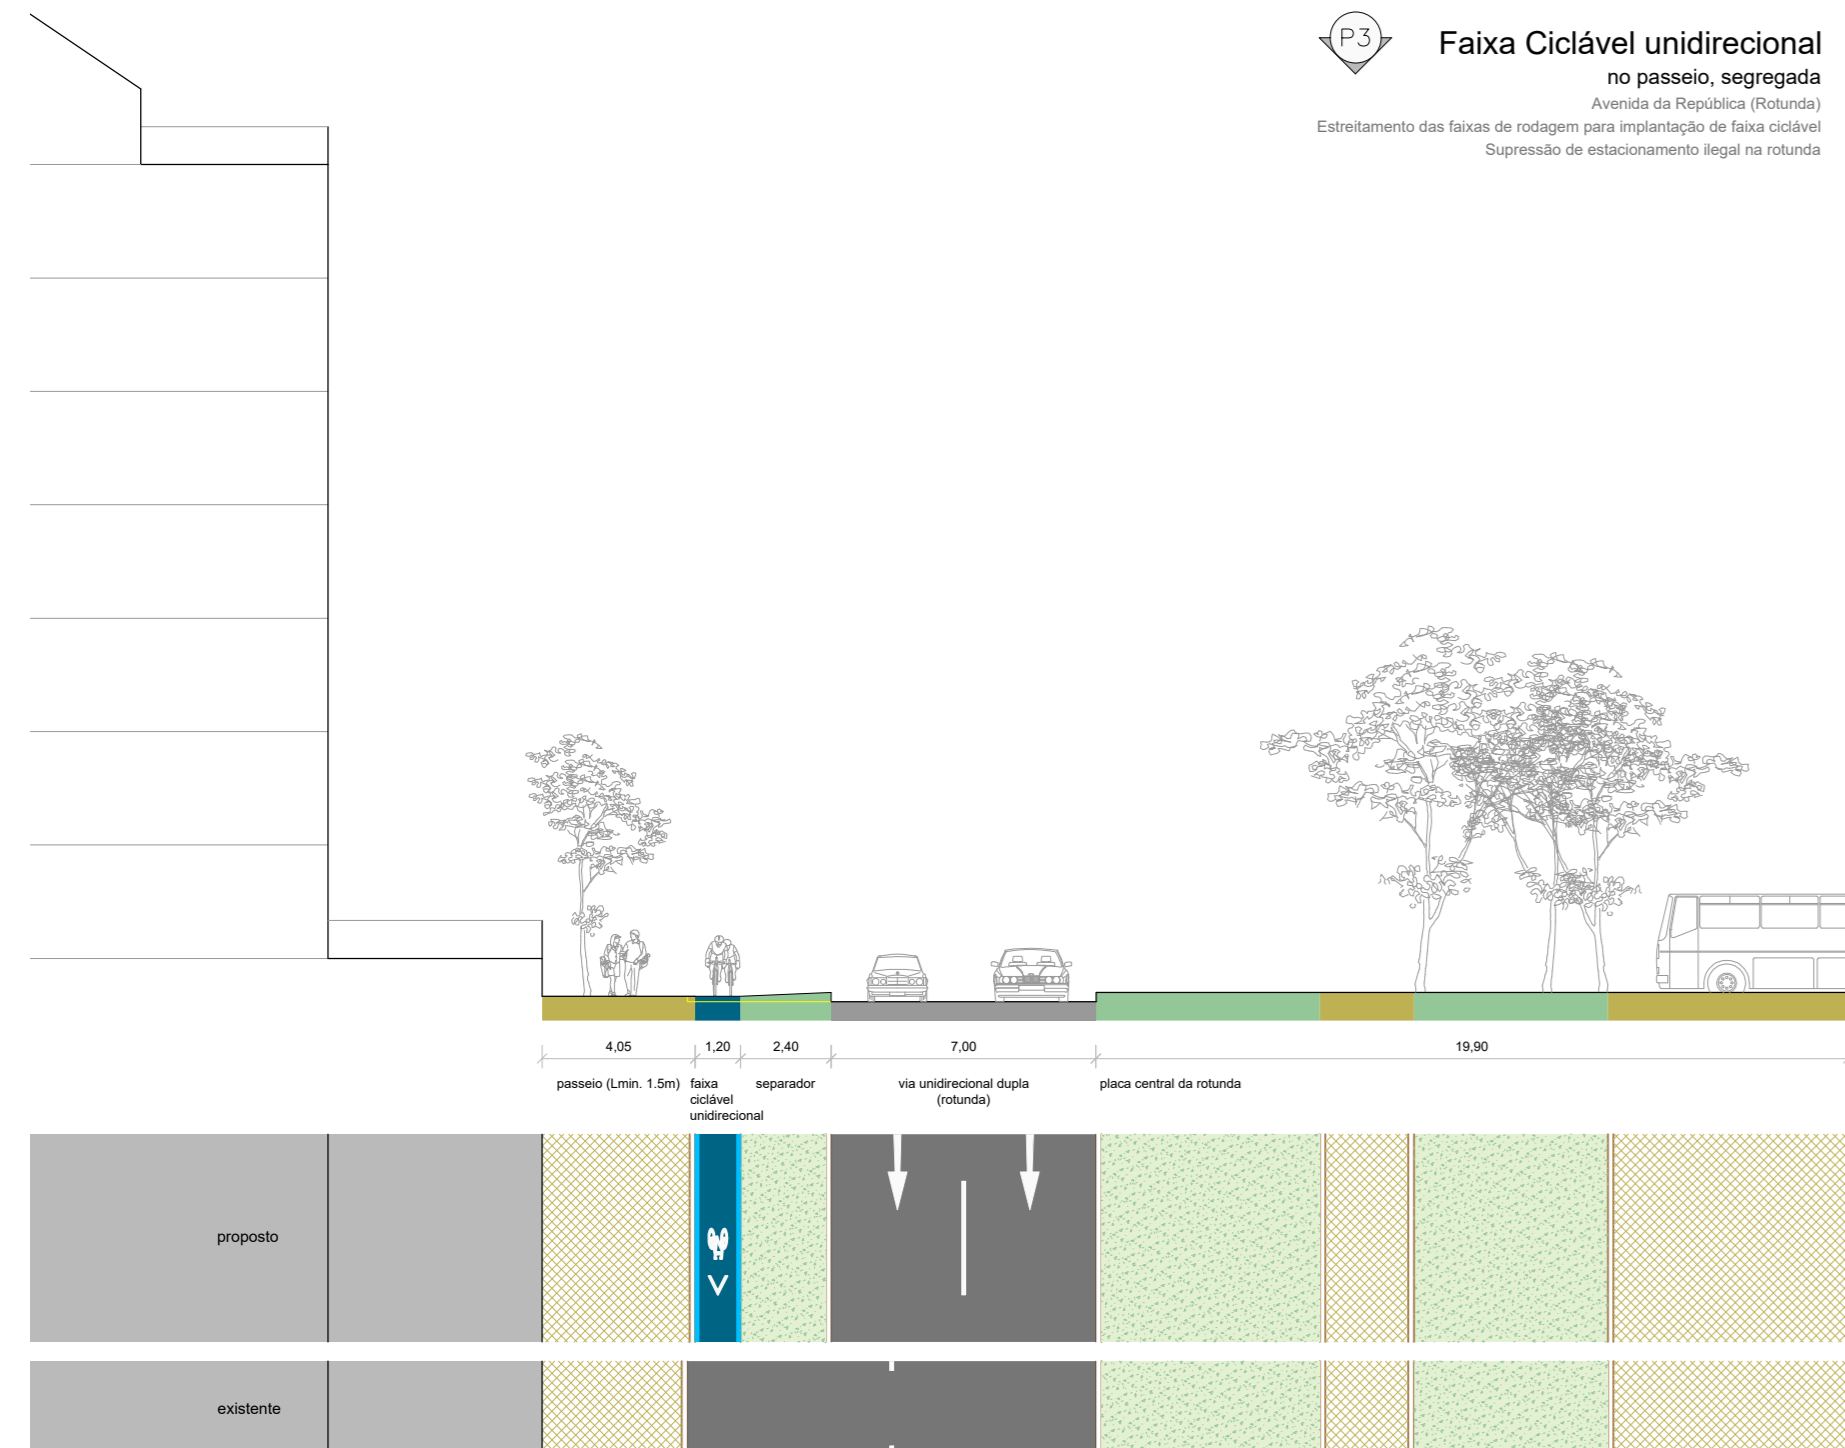 P3
Faixa Ciclável unidirecional
no passeio, segregada
Avenida da República (Rotunda)
Estreitamento das faixas de rodagem para implantação de faixa ciclável
Supressão de estacionamento ilegal na rotunda
4,05
1,20
2,40
7,00
19,90
passeio (Lmin. 1.5m)
faixa
ciclável
unidirecional
separador
via unidirecional dupla
(rotunda)
placa central da rotunda
proposto
existente